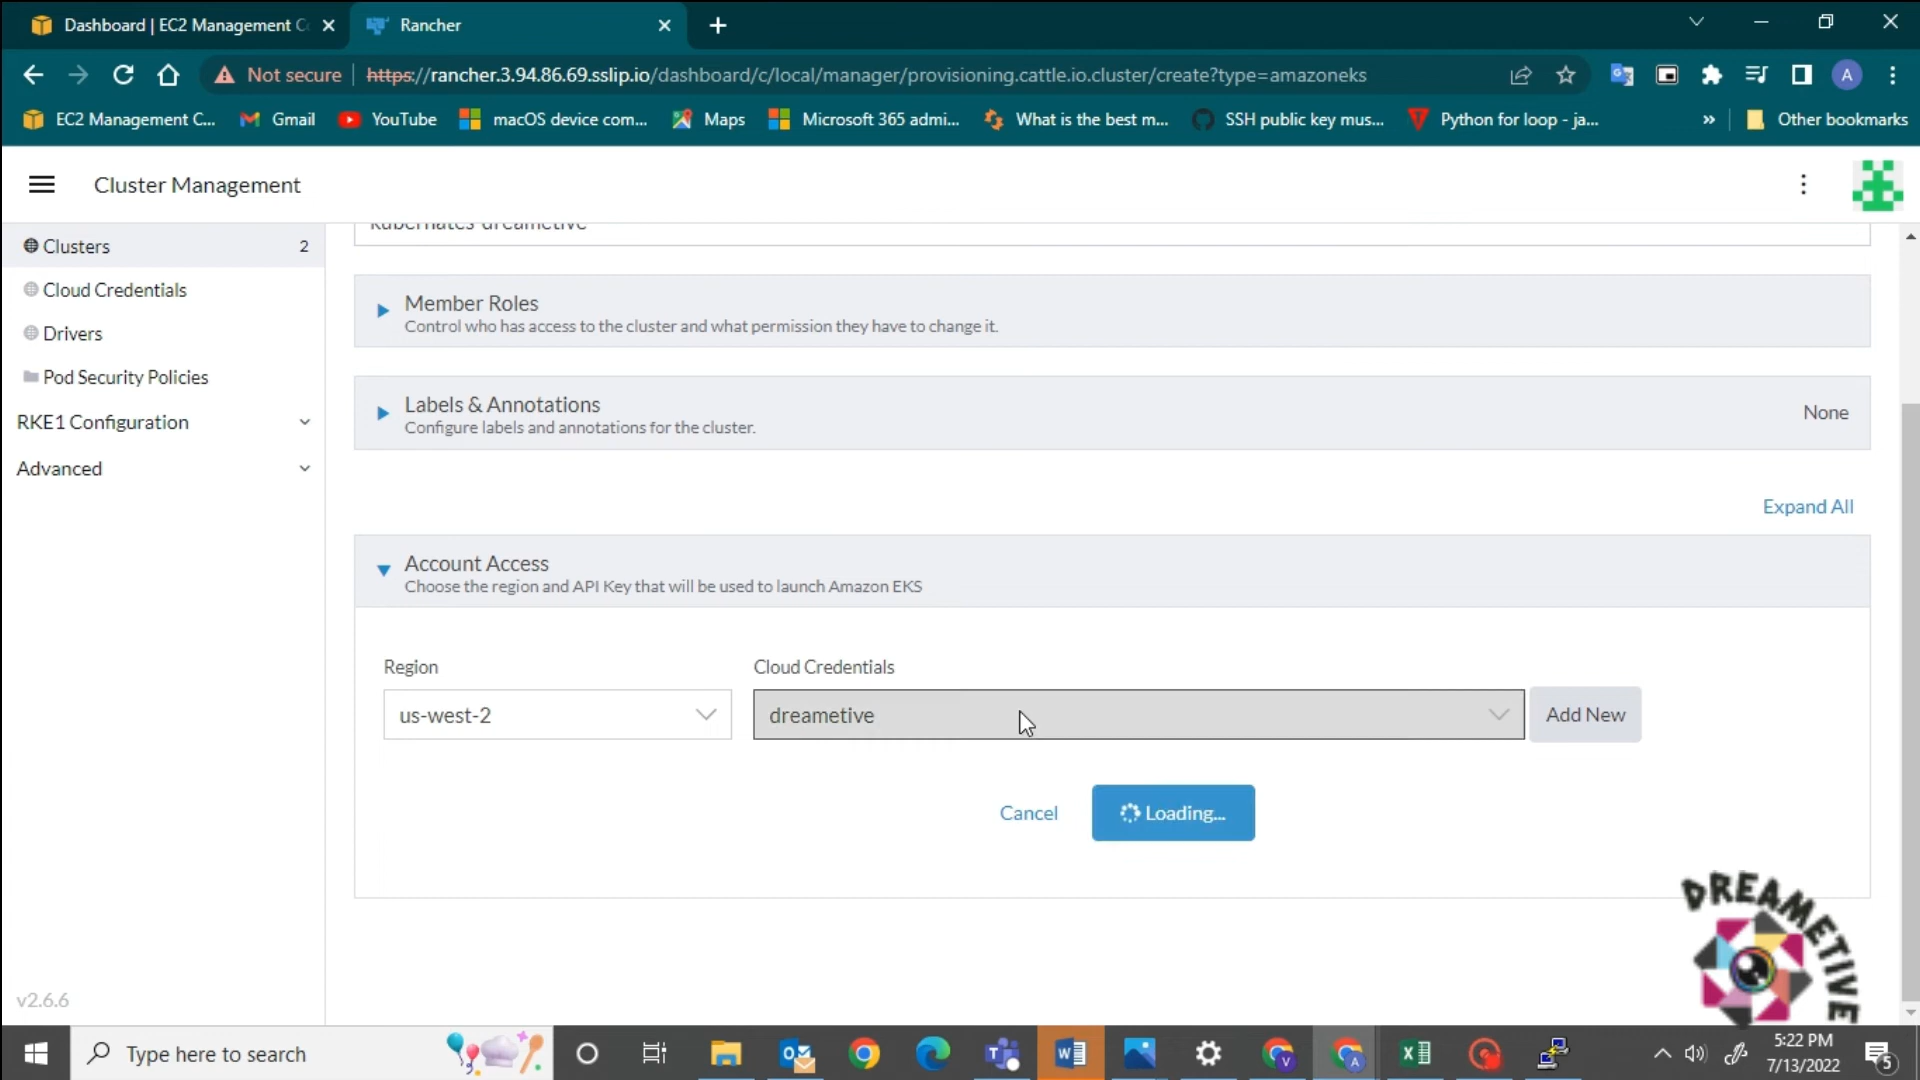 Dashboard | EC2 Management Co
Rancher
Not secure
https://rancher.3.94.86.69.sslip.io/dashboard/c/local/manager/provisioning.cattle.io.cluster/create?type=amazoneks
A
EC2 Management C...
Gmail
YouTube
macOS device com...
Maps
Microsoft 365 admi...
What is the best m...
SSH public key mus...
Python for loop - ja...
»
Other bookmarks
Cluster Management
Clusters 2
Cloud Credentials
Drivers
Pod Security Policies
RKE1 Configuration
Advanced
v2.6.6
kubernates-dreametive
Member Roles
Control who has access to the cluster and what permission they have to change it.
Labels & Annotations
Configure labels and annotations for the cluster.
None
Expand All
Account Access
Choose the region and API Key that will be used to launch Amazon EKS
Region
us-west-2
Cloud Credentials
dreametive
Add New
Cancel
Loading...
DREAMETIVE
Type here to search
5:22 PM
7/13/2022
5